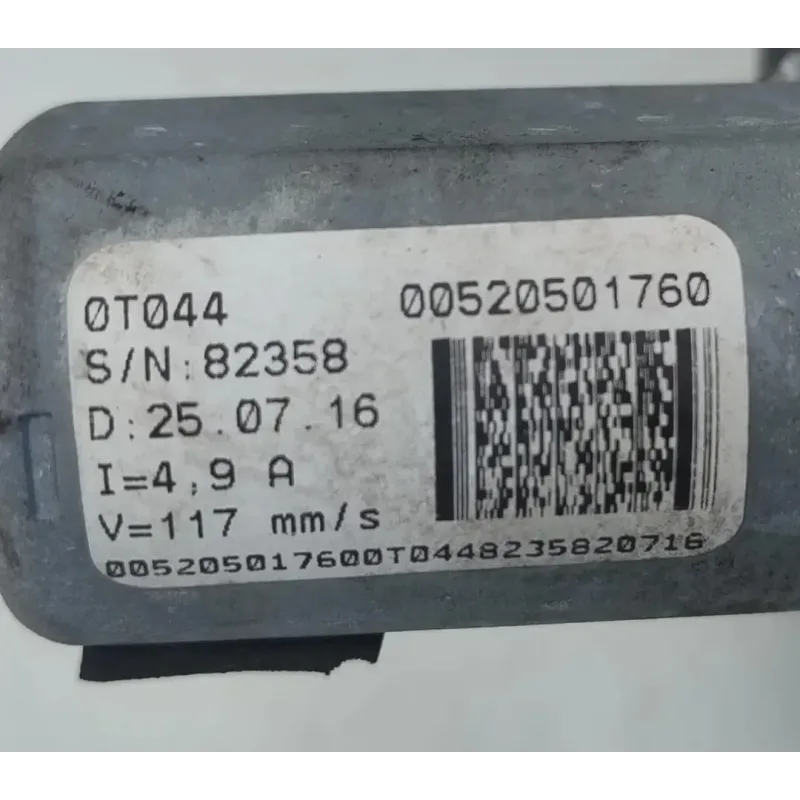 0T044 00520501760
S/N:82358
D:25.07.16
I=4,9 A
V=117 mm/s
005205017600T0448235820716